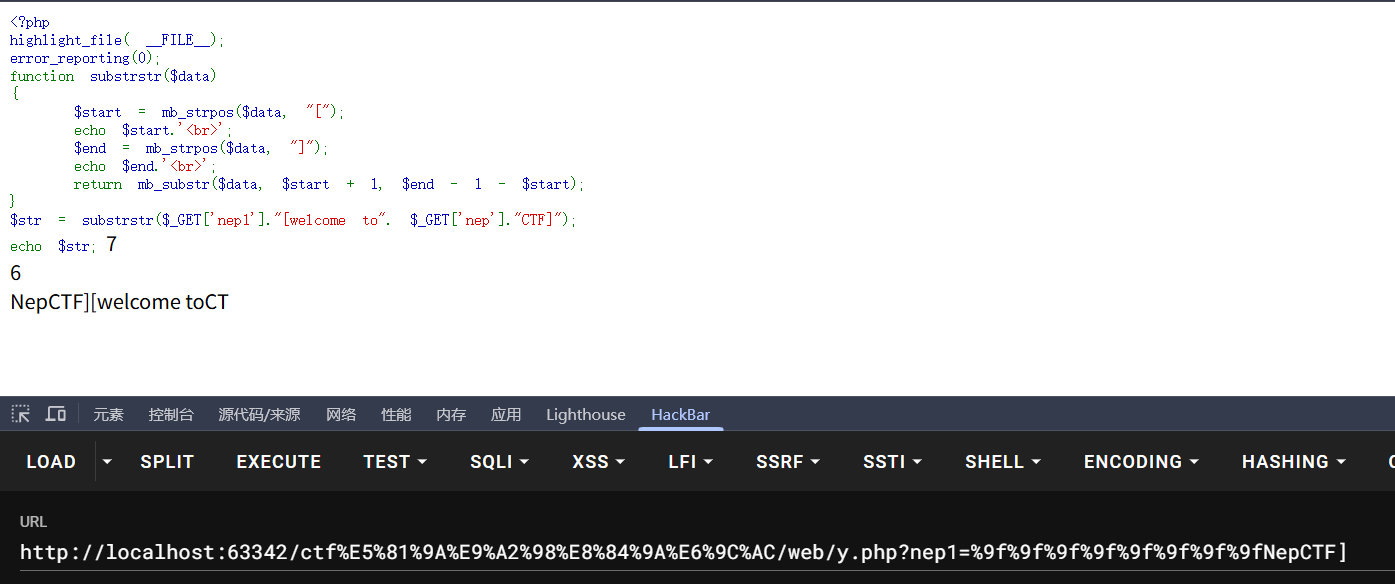 <?php
highlight_file( __FILE__);
error_reporting(0);
function substrstr($data)
{
$start = mb_strpos($data, "[");
echo $start.'<br>';
$end = mb_strpos($data, "]");
echo $end.'<br>';
return mb_substr($data, $start + 1, $end - 1 - $start);
}
$str = substrstr($_GET['nep1']."[welcome to". $_GET['nep']."CTF]");
echo $str; 7
6
NepCTF][welcome toCT
元素 控制台 源代码/来源 网络 性能 内存 应用 Lighthouse HackBar
LOAD SPLIT EXECUTE TEST SQLI XSS LFI SSRF SSTI SHELL ENCODING HASHING
URL
http://localhost:63342/ctf%E5%81%9A%E9%A2%98%E8%84%9A%E6%9C%AC/web/y.php?nep1=%9f%9f%9f%9f%9f%9f%9f%9fNepCTF]